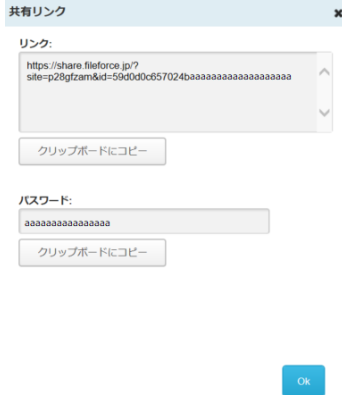 共有リンク
リンク:
https://share.fileforce.jp/?
site=p28gfzam&id=59d0d0c657024baaaaaaaaaaaaaaaaaaa
クリップボードにコピー
パスワード:
aaaaaaaaaaaaaaaa
クリップボードにコピー
Ok